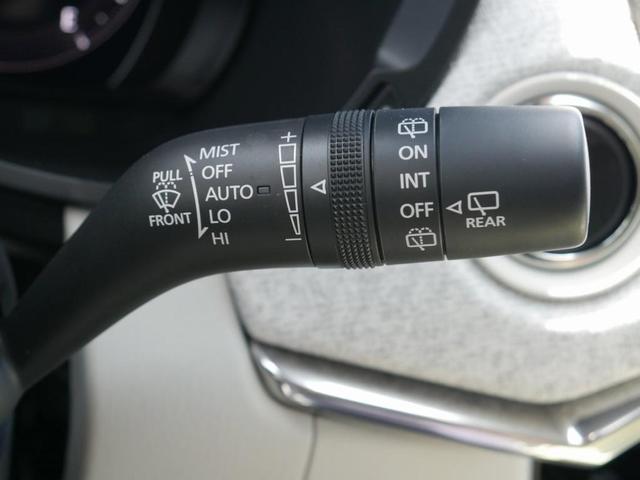 MIST
OFF
AUTO
LO
HI
PULL
FRONT
+
−
ON
INT
OFF
REAR